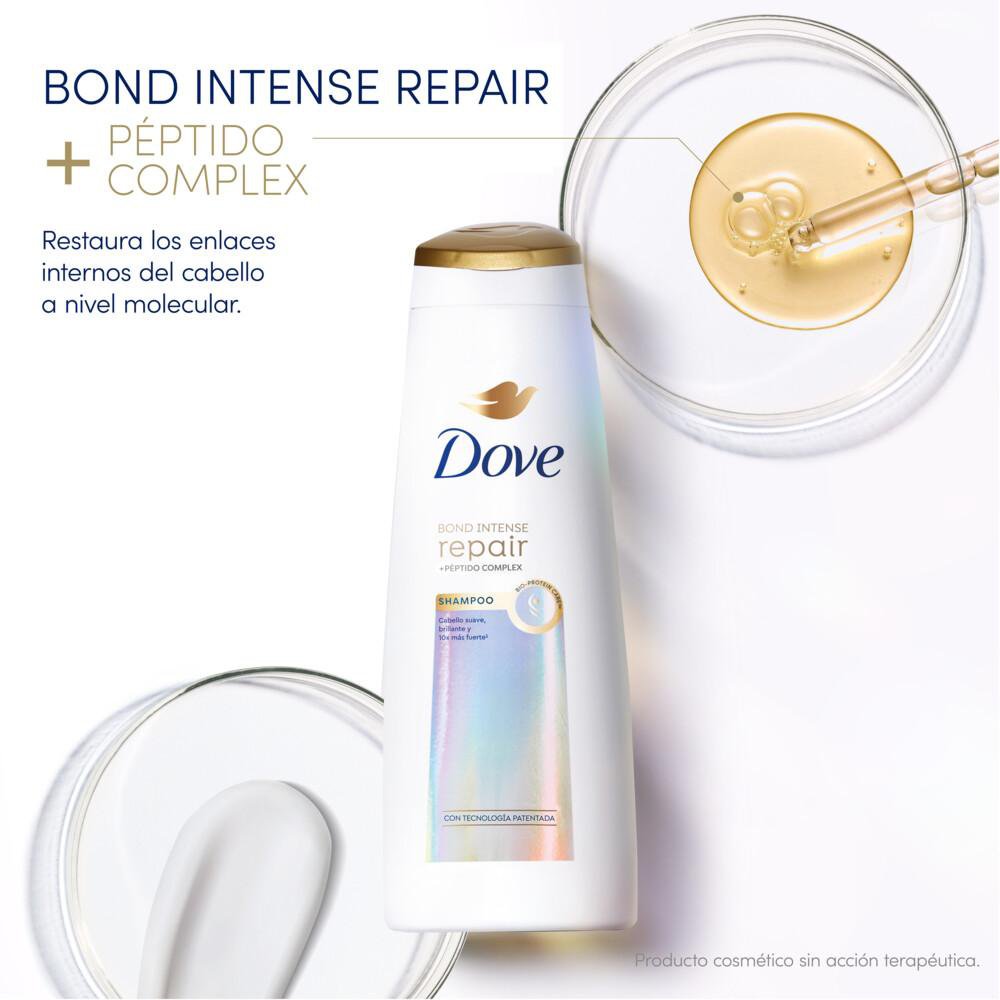 BOND INTENSE REPAIR
+ PÉPTIDO
COMPLEX
Restaura los enlaces
internos del cabello
a nivel molecular.
Dove
BOND INTENSE
repair
+PÉPTIDO COMPLEX
BIO-PROTEIN CARE™
SHAMPOO
Cabello suave,
brillante y
10x más fuerte¹
CON TECNOLOGÍA PATENTADA
Producto cosmético sin acción terapéutica.